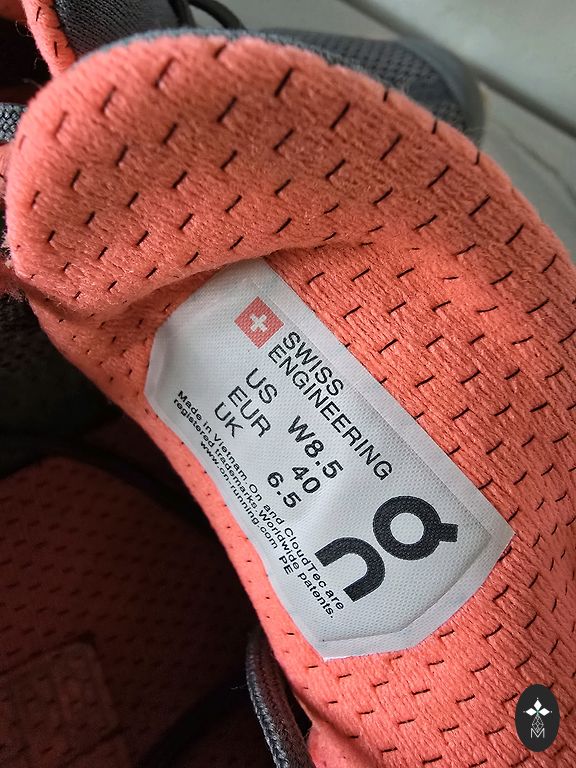 SWISS
ENGINEERING
US W8.5
EUR 40
UK 6.5
Made in Vietnam. On and CloudTec are
registered trademarks. Worldwide patents.
www.on-running.com PE
On
M